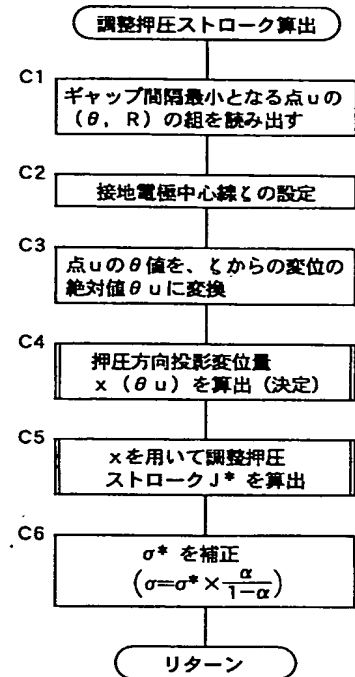 調整押圧ストローク算出
C1
ギャップ間隔最小となる点uの
(θ, R) の組を読み出す
C2
接地電極中心線ζの設定
C3
点uのθ値を、ζからの変位の
絶対値θuに変換
C4
押圧方向投影変位量
x (θu) を算出 (決定)
C5
xを用いて調整押圧
ストロークJ* を算出
C6
σ* を補正
(σ=σ*×α/1-α)
リターン